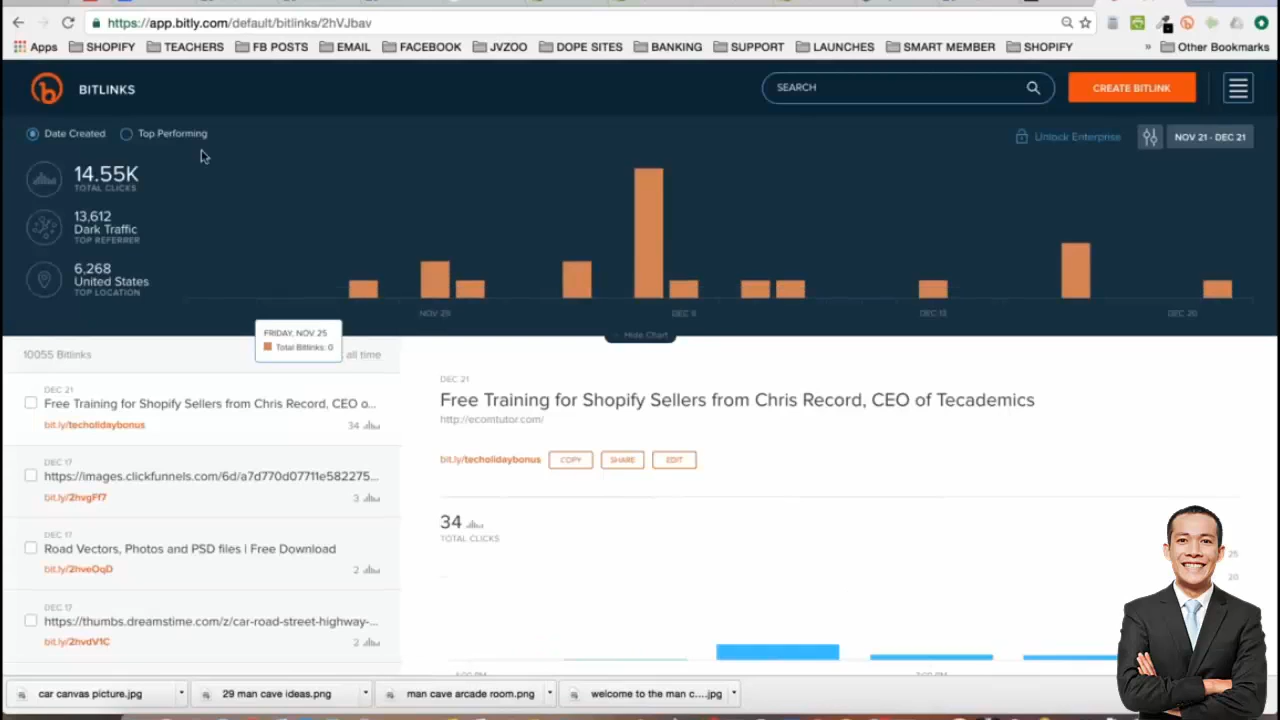 https://app.bitly.com/default/bitlinks/2hVJbav
Apps SHOPIFY TEACHERS FB POSTS EMAIL FACEBOOK JVZOO DOPE SITES BANKING SUPPORT LAUNCHES SMART MEMBER SHOPIFY » Other Bookmarks
BITLINKS
SEARCH
CREATE BITLINK
Date Created Top Performing
Unlock Enterprise
NOV 21 - DEC 21
14.55K
TOTAL CLICKS
13,612
Dark Traffic
TOP REFERRER
6,268
United States
TOP LOCATION
DEC 13
DEC 20
FRIDAY, NOV 25
Total Bitlinks: 0
Hide Chart
10055 Bitlinks
all time
DEC 21
Free Training for Shopify Sellers from Chris Record, CEO o...
bit.ly/techolidaybonus
34
DEC 17
https://images.clickfunnels.com/6d/a7d770d07711e582275...
bit.ly/2hvgFf7
3
DEC 17
Road Vectors, Photos and PSD files | Free Download
bit.ly/2hveOqD
2
DEC 17
https://thumbs.dreamstime.com/z/car-road-street-highway-...
bit.ly/2hvdV1C
2
DEC 21
Free Training for Shopify Sellers from Chris Record, CEO of Tecademics
http://ecomtutor.com/
bit.ly/techolidaybonus
COPY
SHARE
EDIT
34
TOTAL CLICKS
25
20
car canvas picture.jpg
29 man cave ideas.png
man cave arcade room.png
welcome to the man c....jpg